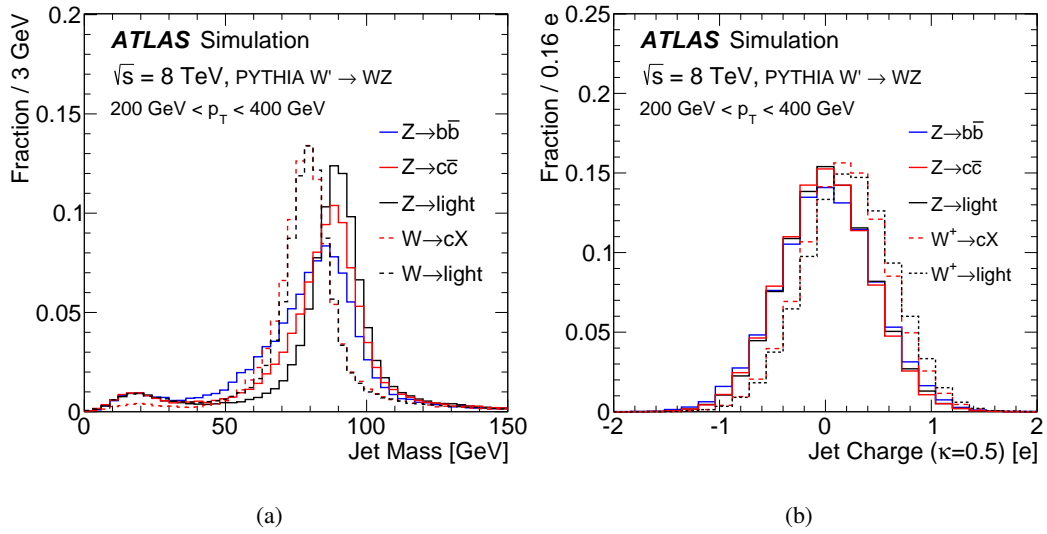 Fraction / 3 GeV
0.2
0.15
0.1
0.05
0
ATLAS Simulation
√s = 8 TeV, PYTHIA W' → WZ
200 GeV < p_T < 400 GeV
Z→bb̅
Z→cc̅
Z→light
W→cX
W→light
0 50 100 150
Jet Mass [GeV]
(a)
Fraction / 0.16 e
0.25
0.2
0.15
0.1
0.05
0
ATLAS Simulation
√s = 8 TeV, PYTHIA W' → WZ
200 GeV < p_T < 400 GeV
Z→bb̅
Z→cc̅
Z→light
W⁺→cX
W⁺→light
-2 -1 0 1 2
Jet Charge (κ=0.5) [e]
(b)